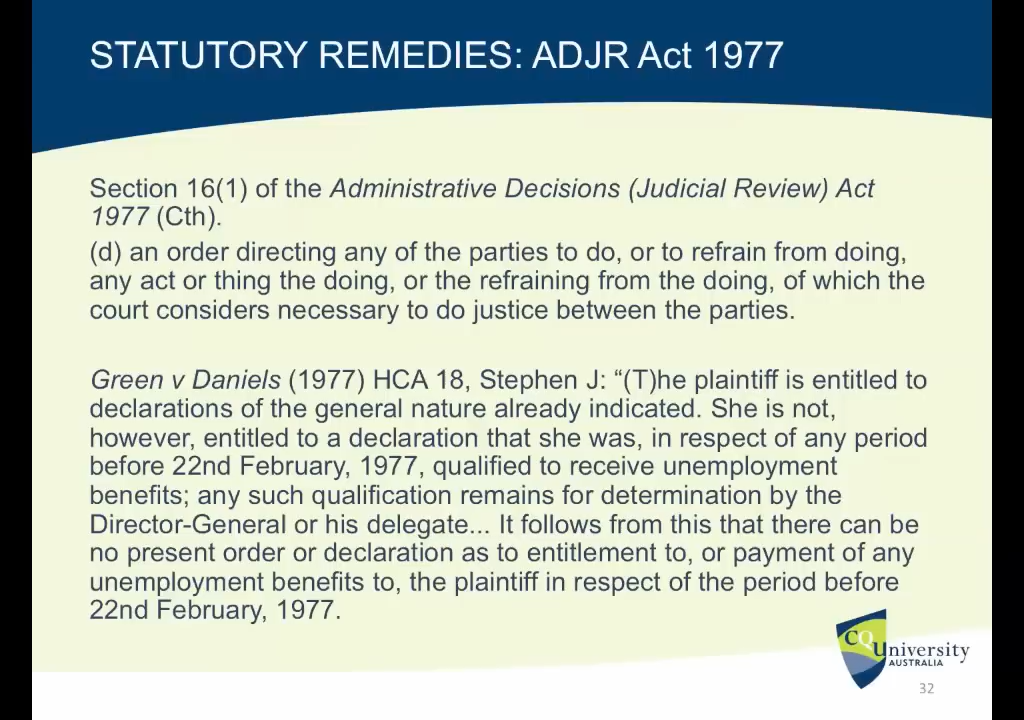 STATUTORY REMEDIES: ADJR Act 1977
Section 16(1) of the Administrative Decisions (Judicial Review) Act
1977 (Cth).
(d) an order directing any of the parties to do, or to refrain from doing,
any act or thing the doing, or the refraining from the doing, of which the
court considers necessary to do justice between the parties.
Green v Daniels (1977) HCA 18, Stephen J: “(T)he plaintiff is entitled to
declarations of the general nature already indicated. She is not,
however, entitled to a declaration that she was, in respect of any period
before 22nd February, 1977, qualified to receive unemployment
benefits; any such qualification remains for determination by the
Director-General or his delegate... It follows from this that there can be
no present order or declaration as to entitlement to, or payment of any
unemployment benefits to, the plaintiff in respect of the period before
22nd February, 1977.
CQUniversity
AUSTRALIA
32